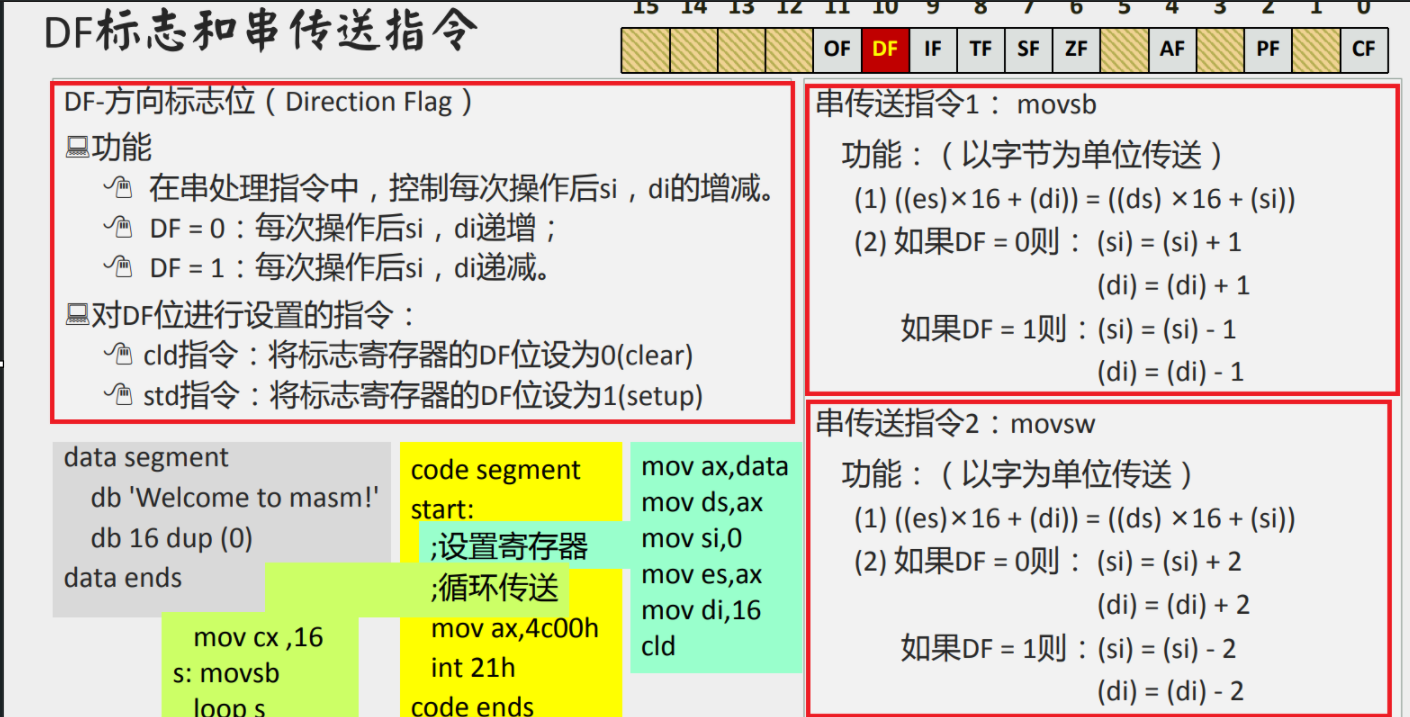 DF标志和串传送指令
15 14 13 12 11 10 9 8 7 6 5 4 3 2 1 0
OF DF IF TF SF ZF AF PF CF
DF-方向标志位（Direction Flag）
功能
在串处理指令中，控制每次操作后si，di的增减。
DF = 0：每次操作后si，di递增；
DF = 1：每次操作后si，di递减。
对DF位进行设置的指令：
cld指令：将标志寄存器的DF位设为0(clear)
std指令：将标志寄存器的DF位设为1(setup)
串传送指令1： movsb
功能：（以字节为单位传送）
(1) ((es)×16 + (di)) = ((ds) ×16 + (si))
(2) 如果DF = 0则： (si) = (si) + 1
(di) = (di) + 1
如果DF = 1则：(si) = (si) - 1
(di) = (di) - 1
串传送指令2：movsw
功能：（以字为单位传送）
(1) ((es)×16 + (di)) = ((ds) ×16 + (si))
(2) 如果DF = 0则： (si) = (si) + 2
(di) = (di) + 2
如果DF = 1则：(si) = (si) - 2
(di) = (di) - 2
data segment
db 'Welcome to masm!'
db 16 dup (0)
data ends
code segment
start:
;设置寄存器
;循环传送
mov ax,4c00h
int 21h
code ends
mov ax,data
mov ds,ax
mov si,0
mov es,ax
mov di,16
cld
mov cx ,16
s: movsb
loop s